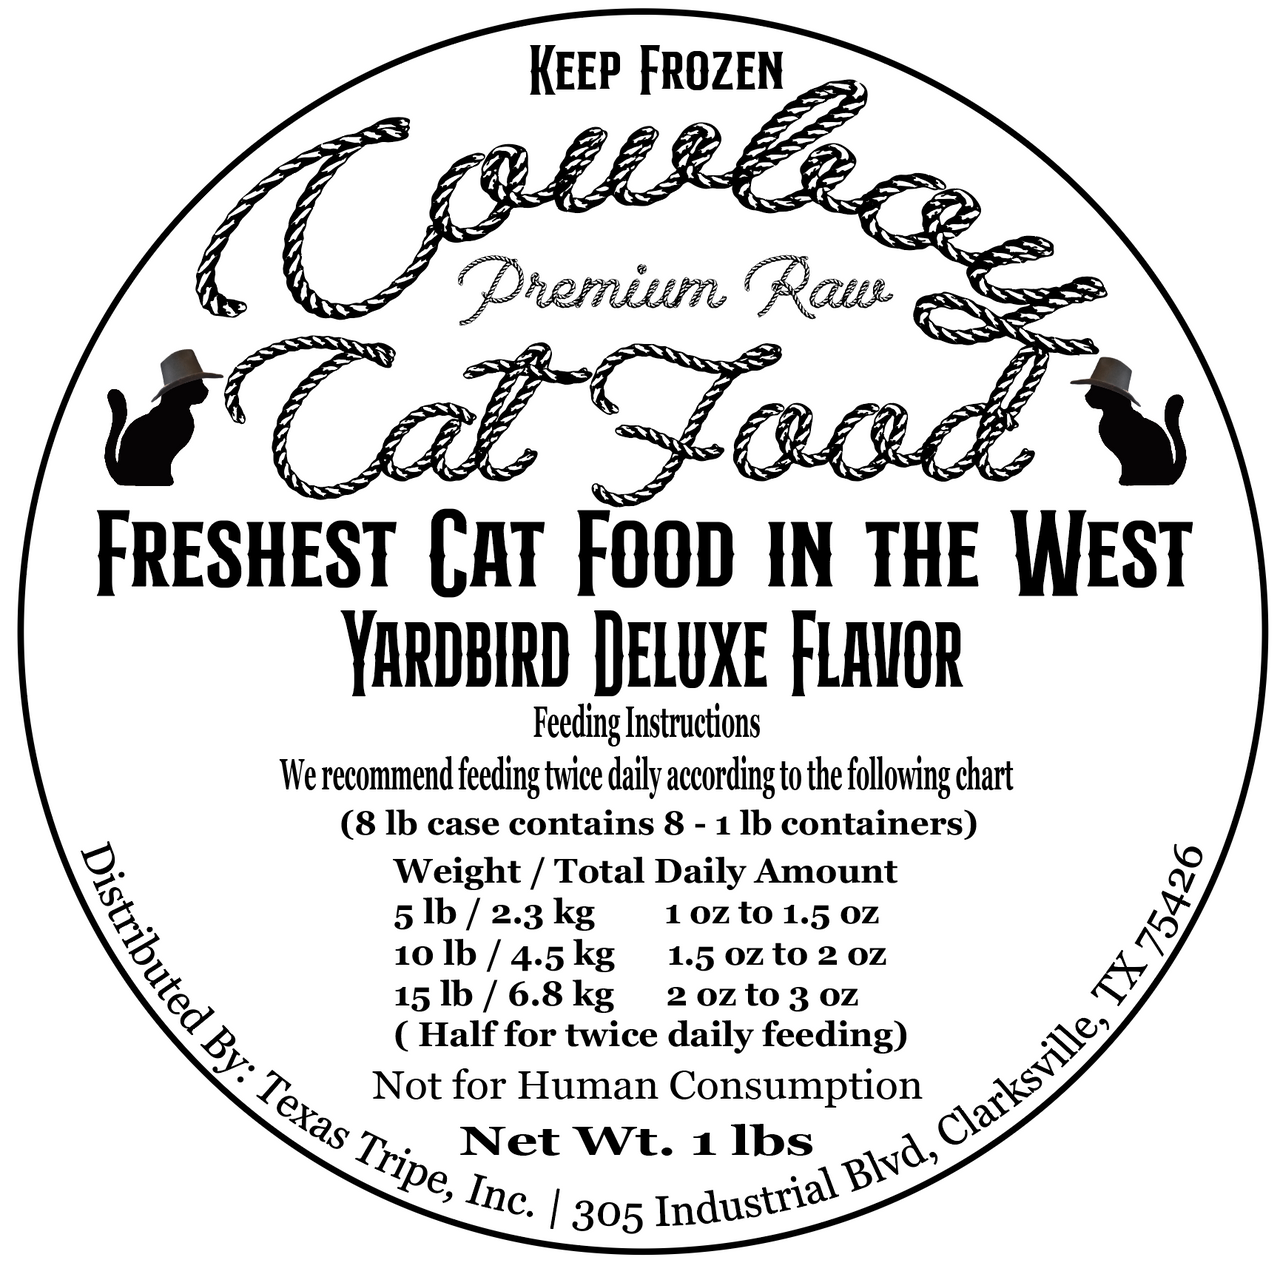 Keep Frozen
Cowboy
Premium Raw
Cat Food
Freshest Cat Food in the West
Yardbird Deluxe Flavor
Feeding Instructions
We recommend feeding twice daily according to the following chart
(8 lb case contains 8 - 1 lb containers)
Weight / Total Daily Amount
5 lb / 2.3 kg 1 oz to 1.5 oz
10 lb / 4.5 kg 1.5 oz to 2 oz
15 lb / 6.8 kg 2 oz to 3 oz
( Half for twice daily feeding)
Not for Human Consumption
Net Wt. 1 lbs
Distributed By: Texas Tripe, Inc. | 305 Industrial Blvd, Clarksville, TX 75426